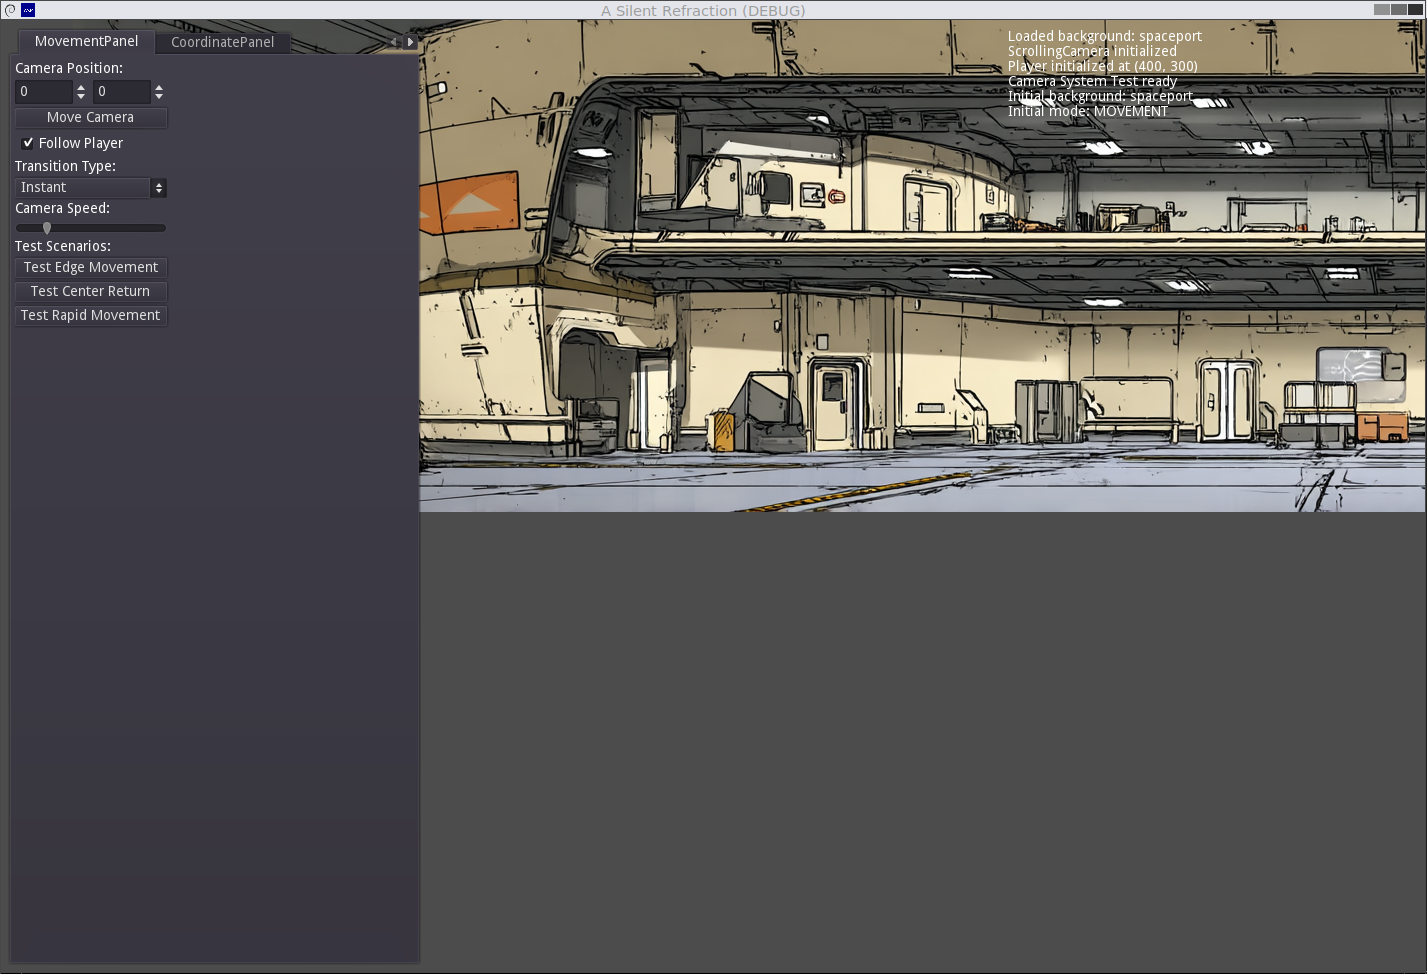 A Silent Refraction (DEBUG)
MovementPanel
CoordinatePanel
Camera Position:
0
0
Move Camera
Follow Player
Transition Type:
Instant
Camera Speed:
Test Scenarios:
Test Edge Movement
Test Center Return
Test Rapid Movement
Loaded background: spaceport
ScrollingCamera initialized
Player initialized at (400, 300)
Camera System Test ready
Initial background: spaceport
Initial mode: MOVEMENT